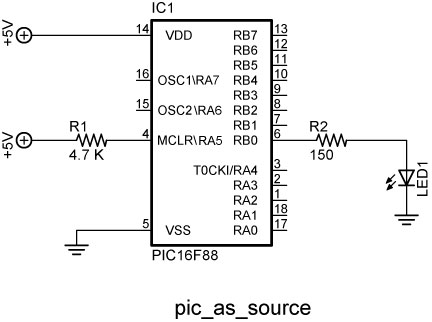 IC1
+5V
14 VDD RB7 13
RB6 12
RB5 11
16 OSC1\RA7 RB4 10
RB3 9
15 OSC2\RA6 RB2 8
RB1 7
+5V R1 4 MCLR\RA5 RB0 6 R2
4.7 K 150
T0CKI/RA4 3
RA3 2
RA2 1
RA1 18
5 VSS RA0 17
LED1
PIC16F88
pic_as_source